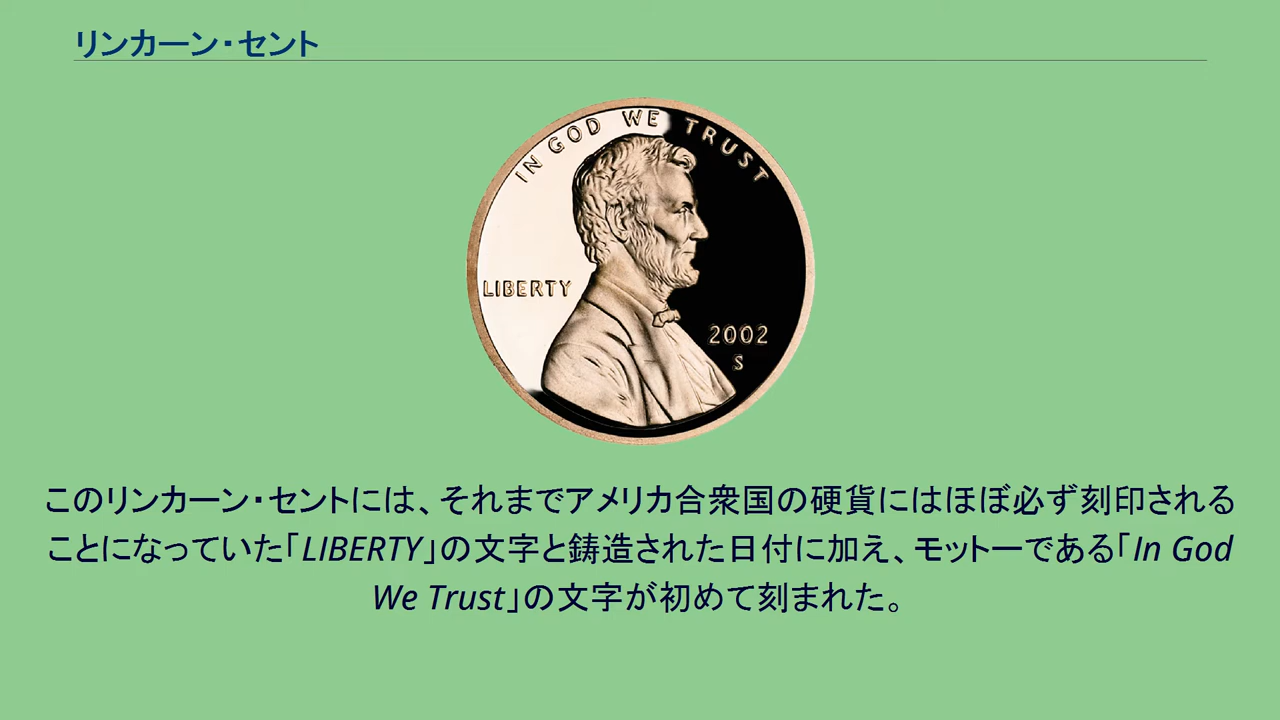 リンカーン・セント
IN GOD WE TRUST
LIBERTY
2002
S
このリンカーン・セントには、それまでアメリカ合衆国の硬貨にはほぼ必ず刻印される
ことになっていた「LIBERTY」の文字と鋳造された日付に加え、モットーである「In God
We Trust」の文字が初めて刻まれた。